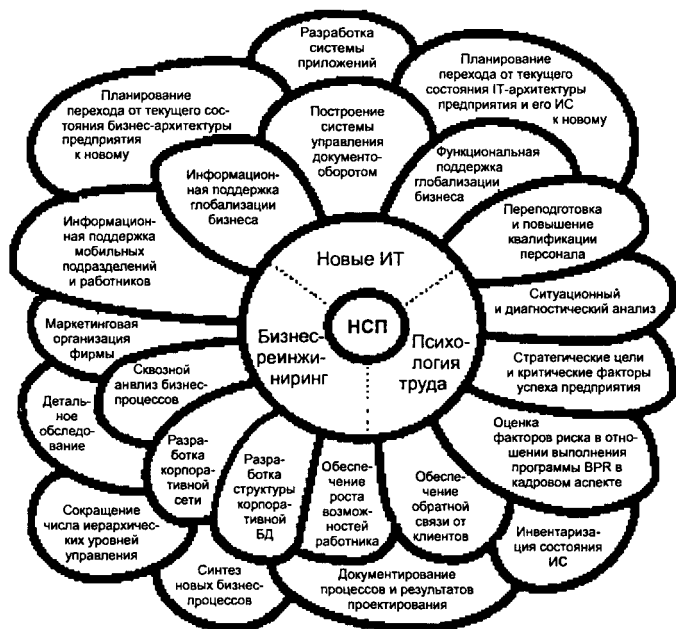 Разработка
системы
приложений
Планирование
перехода от текущего
состояния IT-архитектуры
предприятия и его ИС
к новому
Планирование
перехода от текущего сос-
тояния бизнес-архитектуры
предприятия
к новому
Построение
системы
управления
документо-
оборотом
Функциональная
поддержка
глобализации
бизнеса
Информацион-
ная поддержка
глобализации
бизнеса
Переподготовка
и повышение
квалификации
персонала
Информацион-
ная поддержка
мобильных
подразделений
и работников
Новые ИТ
НСП
Бизнес-
реинжи-
ниринг
Психо-
логия
труда
Ситуационный
и диагностический анализ
Маркетинговая
организация
фирмы
Стратегические цели
и критические факторы
успеха предприятия
Сквозной
анвлиз бизнес-
процессов
Деталь-
ное
обследо-
вание
Оценка
факторов риска в отно-
шении выполнения
программы BPR в
кадровом аспекте
Разра-
ботка
корпора-
тивной
сети
Разра-
ботка
структуры
корпора-
тивной
БД
Обеспе-
чение
роста
возмож-
ностей
работника
Обеспе-
чение
обратной
связи от
клиентов
Сокращение
числа иерархичес-
ких уровней
управления
Инвентариза-
ция состояния
ИС
Синтез
новых бизнес-
процессов
Документирование
процессов и результатов
проектирования